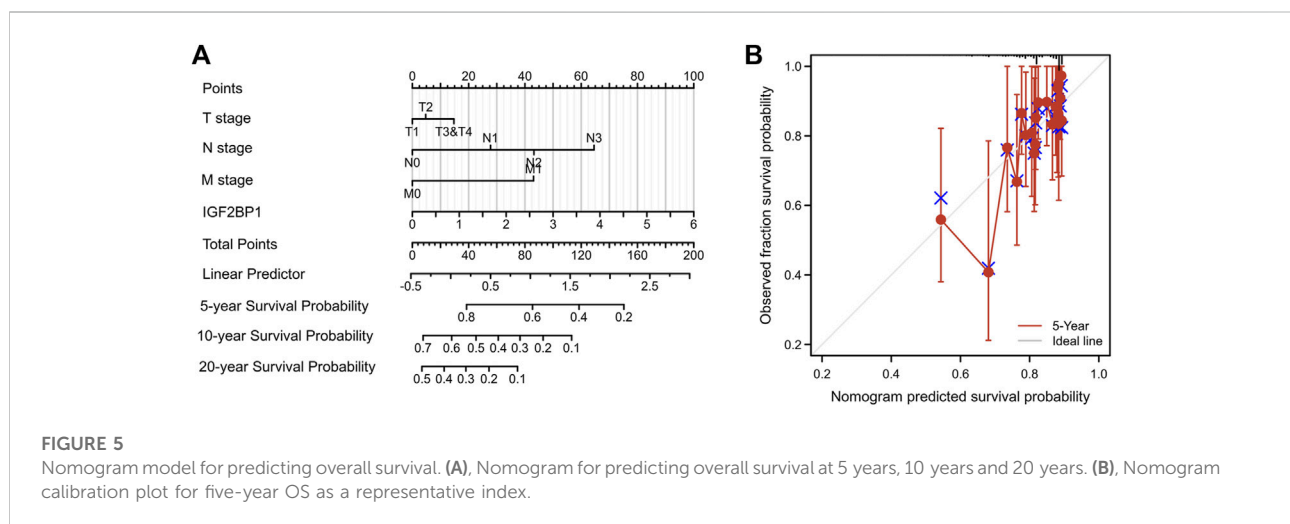 A
Points
0 20 40 60 80 100
T stage
T2
T1 T3&T4
N stage
N1 N3
N0 N2
M stage
M1
M0
IGF2BP1
0 1 2 3 4 5 6
Total Points
0 40 80 120 160 200
Linear Predictor
-0.5 0.5 1.5 2.5
5-year Survival Probability
0.8 0.6 0.4 0.2
10-year Survival Probability
0.7 0.6 0.5 0.4 0.3 0.2 0.1
20-year Survival Probability
0.5 0.4 0.3 0.2 0.1
B
Observed fraction survival probability
1.0
0.8
0.6
0.4
0.2
5-Year
Ideal line
0.2 0.4 0.6 0.8 1.0
Nomogram predicted survival probability
FIGURE 5
Nomogram model for predicting overall survival. (A), Nomogram for predicting overall survival at 5 years, 10 years and 20 years. (B), Nomogram
calibration plot for five-year OS as a representative index.